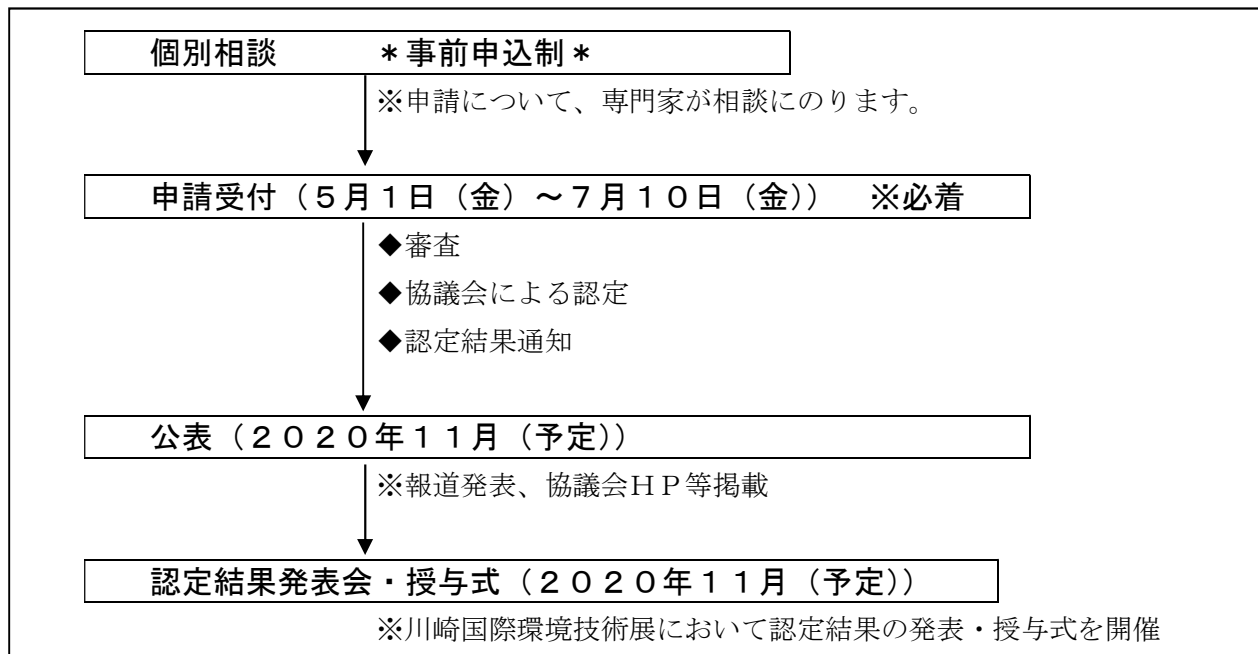 個別相談　　　＊事前申込制＊
※申請について、専門家が相談にのります。
申請受付（５月１日（金）～７月１０日（金））　※必着
◆審査
◆協議会による認定
◆認定結果通知
公表（２０２０年１１月（予定））
※報道発表、協議会ＨＰ等掲載
認定結果発表会・授与式（２０２０年１１月（予定））
※川崎国際環境技術展において認定結果の発表・授与式を開催